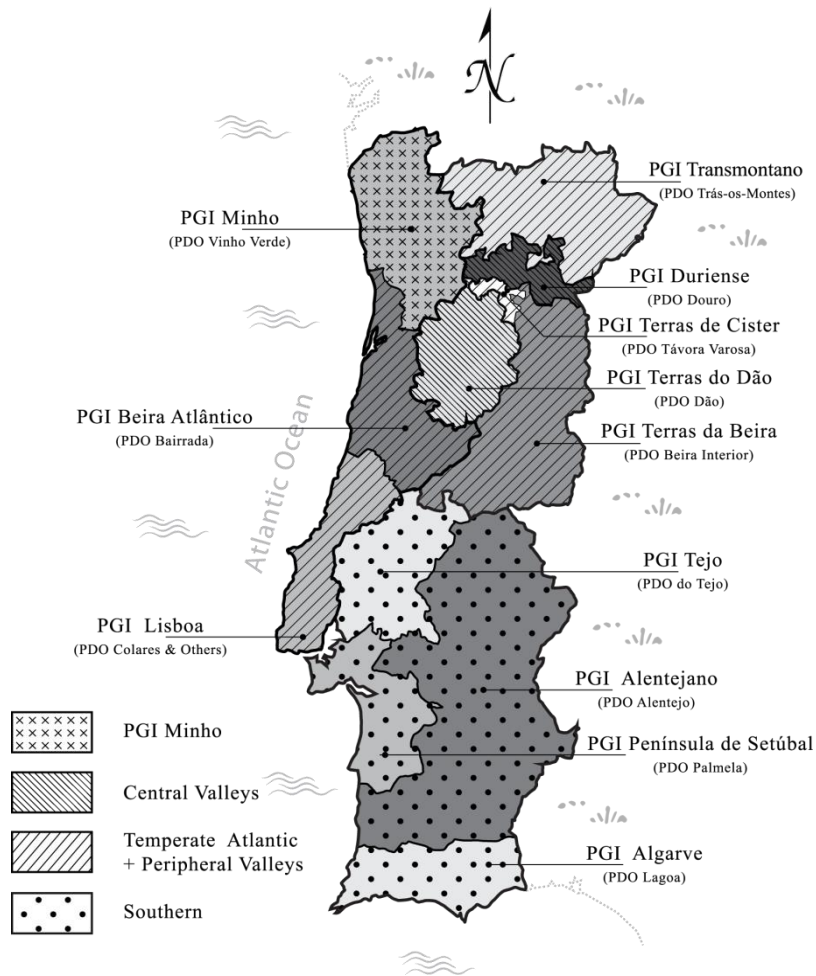 N
PGI Transmontano
(PDO Trás-os-Montes)
PGI Minho
(PDO Vinho Verde)
PGI Duriense
(PDO Douro)
PGI Terras de Cister
(PDO Távora Varosa)
PGI Terras do Dão
(PDO Dão)
PGI Beira Atlântico
(PDO Bairrada)
PGI Terras da Beira
(PDO Beira Interior)
Atlantic Ocean
PGI Tejo
(PDO do Tejo)
PGI Lisboa
(PDO Colares & Others)
PGI Alentejano
(PDO Alentejo)
PGI Península de Setúbal
(PDO Palmela)
PGI Algarve
(PDO Lagoa)
PGI Minho
Central Valleys
Temperate Atlantic
+ Peripheral Valleys
Southern